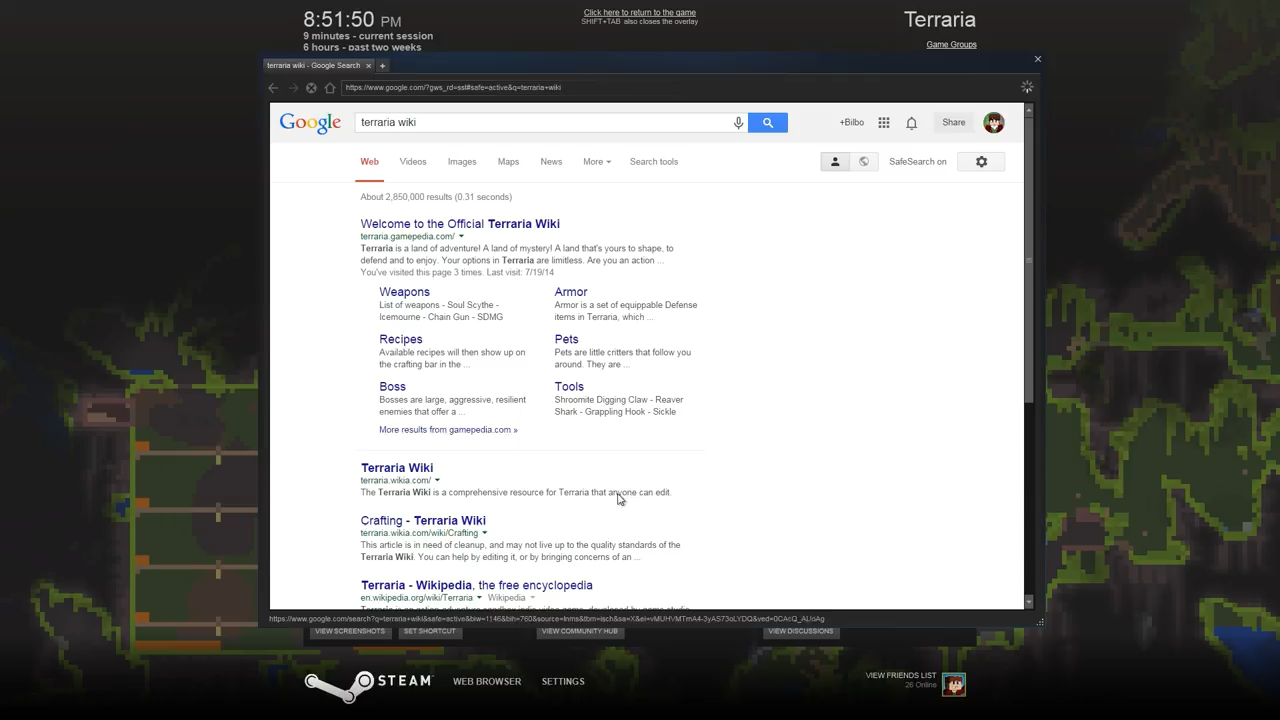 8:51:50 PM
9 minutes - current session
6 hours - past two weeks
Click here to return to the game
SHIFT+TAB also closes the overlay
Terraria
Game Groups
terraria wiki - Google Search
https://www.google.com/?gws_rd=ssl#safe=active&q=terraria+wiki
Google
terraria wiki
+Bilbo
Share
Web
Videos
Images
Maps
News
More
Search tools
SafeSearch on
About 2,850,000 results (0.31 seconds)
Welcome to the Official Terraria Wiki
terraria.gamepedia.com/
Terraria is a land of adventure! A land of mystery! A land that's yours to shape, to
defend and to enjoy. Your options in Terraria are limitless. Are you an action ...
You've visited this page 3 times. Last visit: 7/19/14
Weapons
List of weapons - Soul Scythe -
Icemourne - Chain Gun - SDMG
Armor
Armor is a set of equippable Defense
items in Terraria, which ...
Recipes
Available recipes will then show up on
the crafting bar in the ...
Pets
Pets are little critters that follow you
around. They are ...
Boss
Bosses are large, aggressive, resilient
enemies that offer a ...
Tools
Shroomite Digging Claw - Reaver
Shark - Grappling Hook - Sickle
More results from gamepedia.com »
Terraria Wiki
terraria.wikia.com/
The Terraria Wiki is a comprehensive resource for Terraria that anyone can edit.
Crafting - Terraria Wiki
terraria.wikia.com/wiki/Crafting
This article is in need of cleanup, and may not live up to the quality standards of the
Terraria Wiki. You can help by editing it, or by bringing concerns of an ...
Terraria - Wikipedia, the free encyclopedia
en.wikipedia.org/wiki/Terraria
Wikipedia
VIEW SCREENSHOTS
SET SHORTCUT
VIEW COMMUNITY HUB
VIEW DISCUSSIONS
STEAM
WEB BROWSER
SETTINGS
VIEW FRIENDS LIST
26 Online